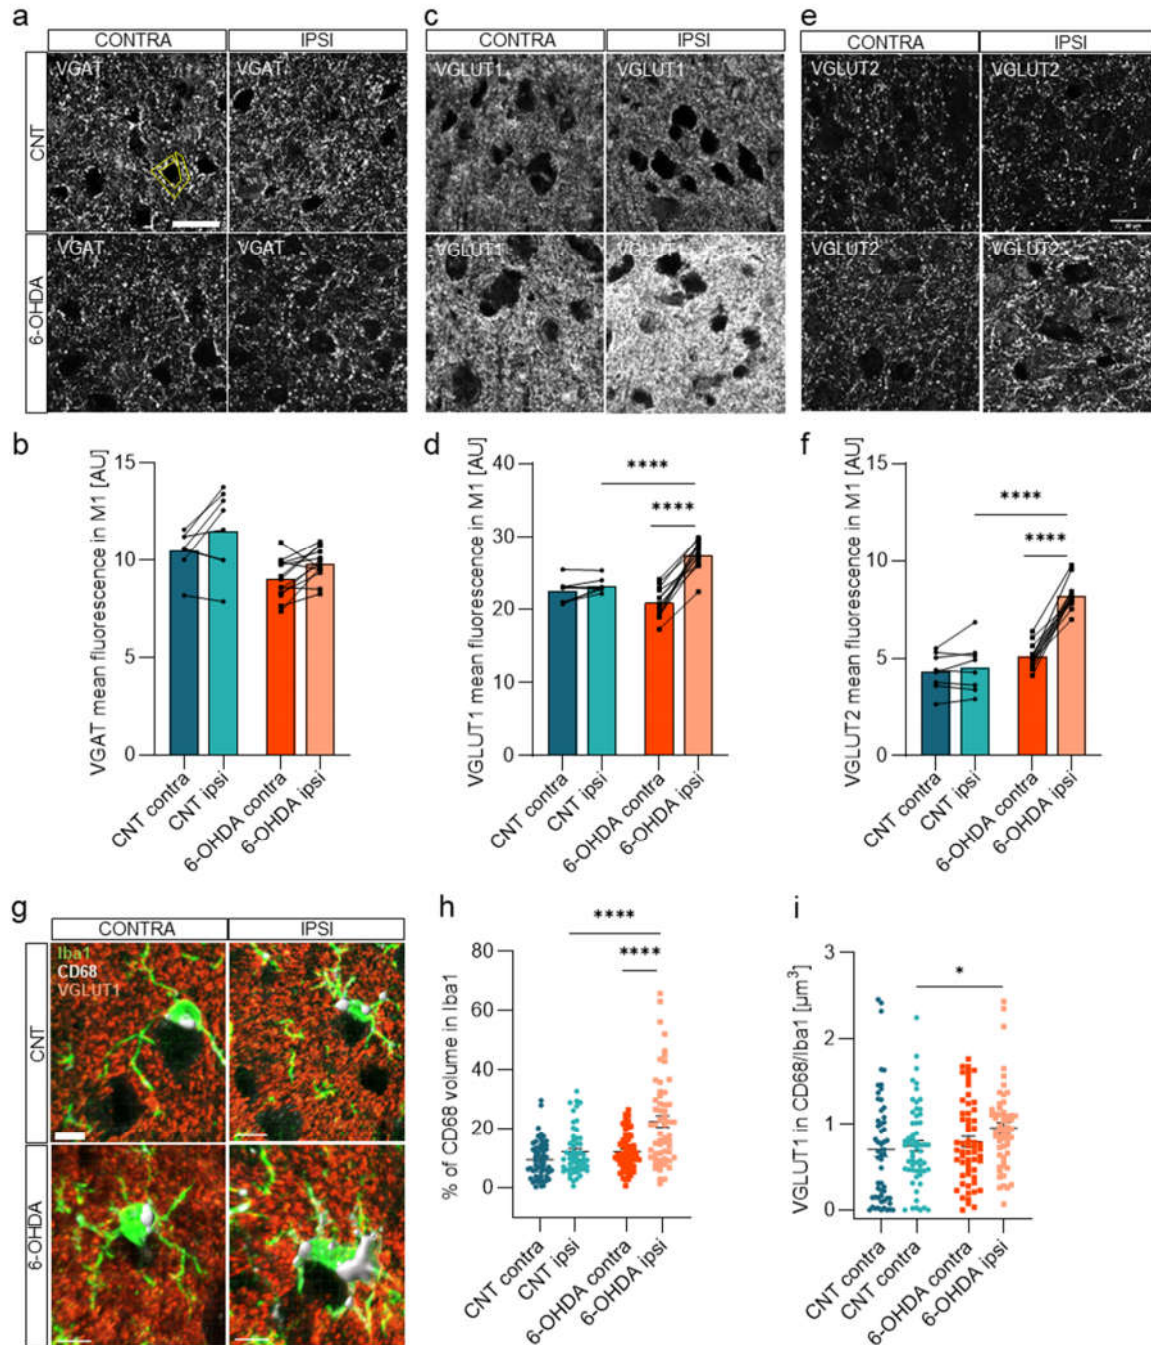 a
CONTRA IPSI
CNT
VGAT VGAT
6-OHDA
VGAT VGAT
c
CONTRA IPSI
VGLUT1 VGLUT1
VGLUT1 VGLUT1
e
CONTRA IPSI
VGLUT2 VGLUT2
VGLUT2 VGLUT2
b
VGAT mean fluorescence in M1 [AU]
15
10
5
0
CNT contra
CNT ipsi
6-OHDA contra
6-OHDA ipsi
d
VGLUT1 mean fluorescence in M1 [AU]
40
30
20
10
0
****
****
CNT contra
CNT ipsi
6-OHDA contra
6-OHDA ipsi
f
VGLUT2 mean fluorescence in M1 [AU]
15
10
5
0
****
****
CNT contra
CNT ipsi
6-OHDA contra
6-OHDA ipsi
g
CONTRA IPSI
CNT
Iba1
CD68
VGLUT1
6-OHDA
h
% of CD68 volume in Iba1
80
60
40
20
0
****
****
CNT contra
CNT ipsi
6-OHDA contra
6-OHDA ipsi
i
VGLUT1 in CD68/Iba1 [µm³]
3
2
1
0
*
CNT contra
CNT contra
6-OHDA contra
6-OHDA ipsi